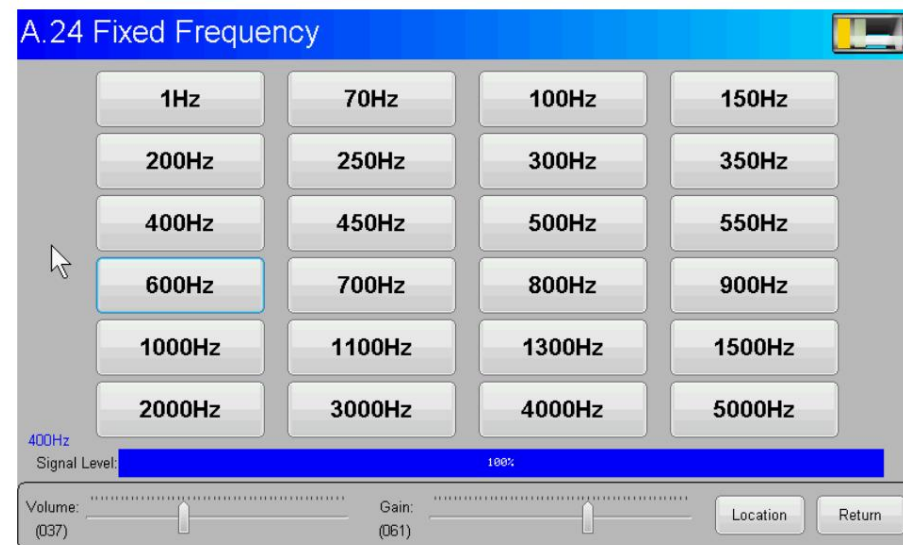 A.24 Fixed Frequency
1Hz 70Hz 100Hz 150Hz
200Hz 250Hz 300Hz 350Hz
400Hz 450Hz 500Hz 550Hz
600Hz 700Hz 800Hz 900Hz
1000Hz 1100Hz 1300Hz 1500Hz
2000Hz 3000Hz 4000Hz 5000Hz
400Hz
Signal Level: 100%
Volume: Gain: Location Return
(037) (061)